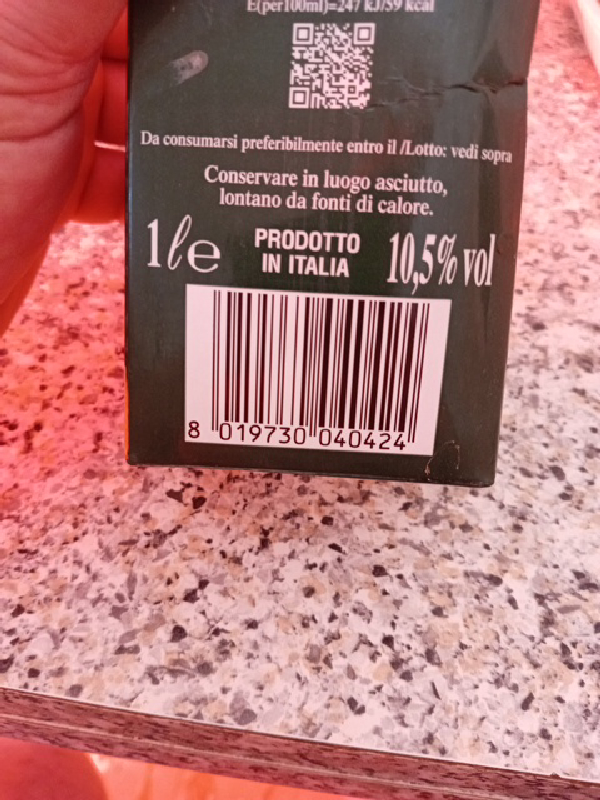 E(per100ml)=247 kJ/59 kcal
Da consumarsi preferibilmente entro il /Lotto: vedi sopra
Conservare in luogo asciutto,
lontano da fonti di calore.
1 ℓ e PRODOTTO IN ITALIA 10,5% vol
8 019730 040424